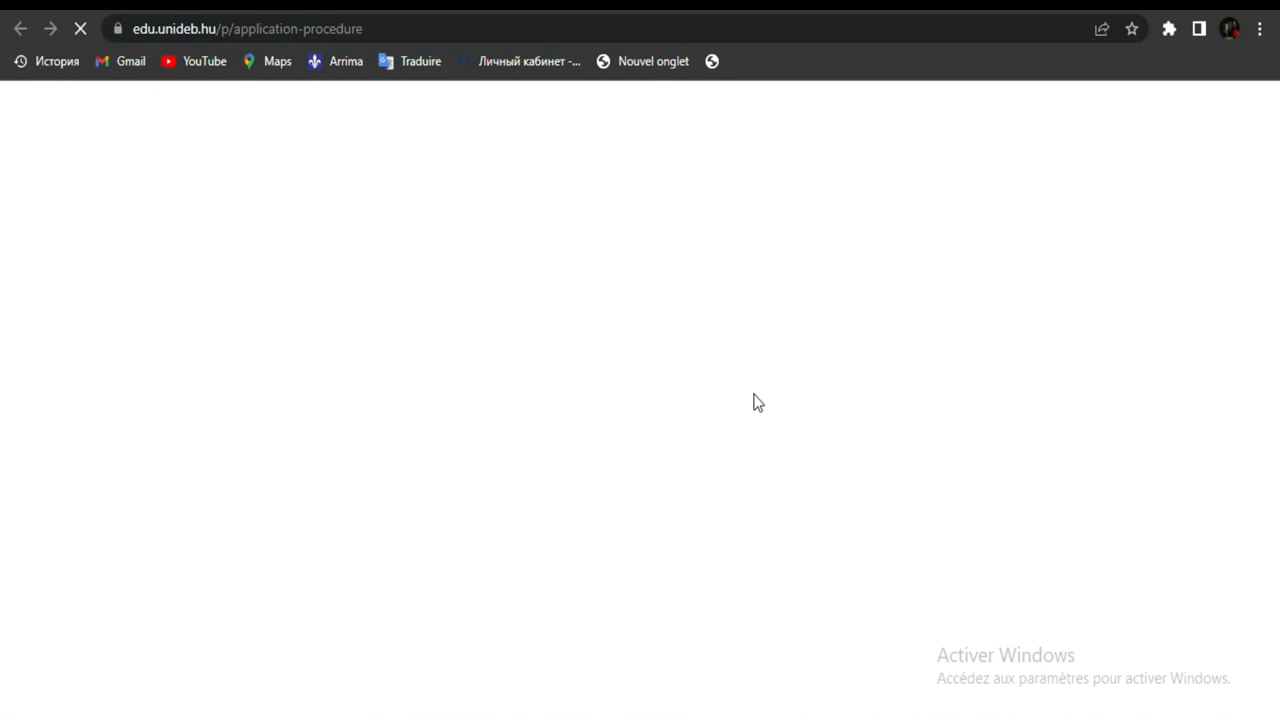 edu.unideb.hu/p/application-procedure
История Gmail YouTube Maps Arrima Traduire Личный кабинет -... Nouvel onglet
Activer Windows
Accédez aux paramètres pour activer Windows.